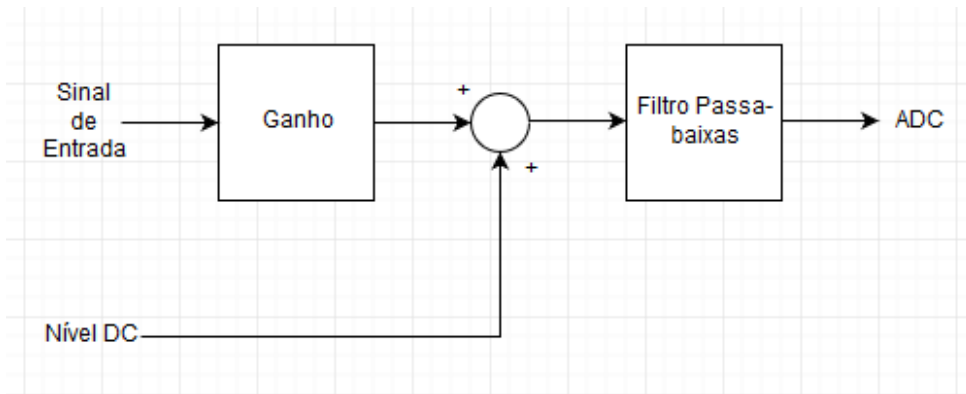 Sinal
de
Entrada
Ganho
+
+
Filtro Passa-
baixas
ADC
Nível DC